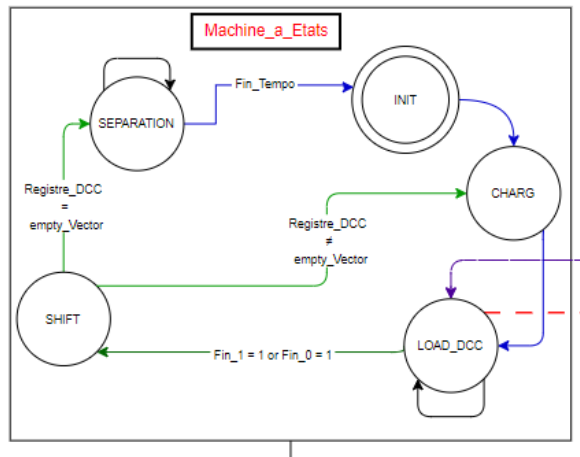 Machine_a_Etats
Fin_Tempo
INIT
SEPARATION
CHARG
Registre_DCC
=
empty_Vector
Registre_DCC
≠
empty_Vector
SHIFT
LOAD_DCC
Fin_1 = 1 or Fin_0 = 1